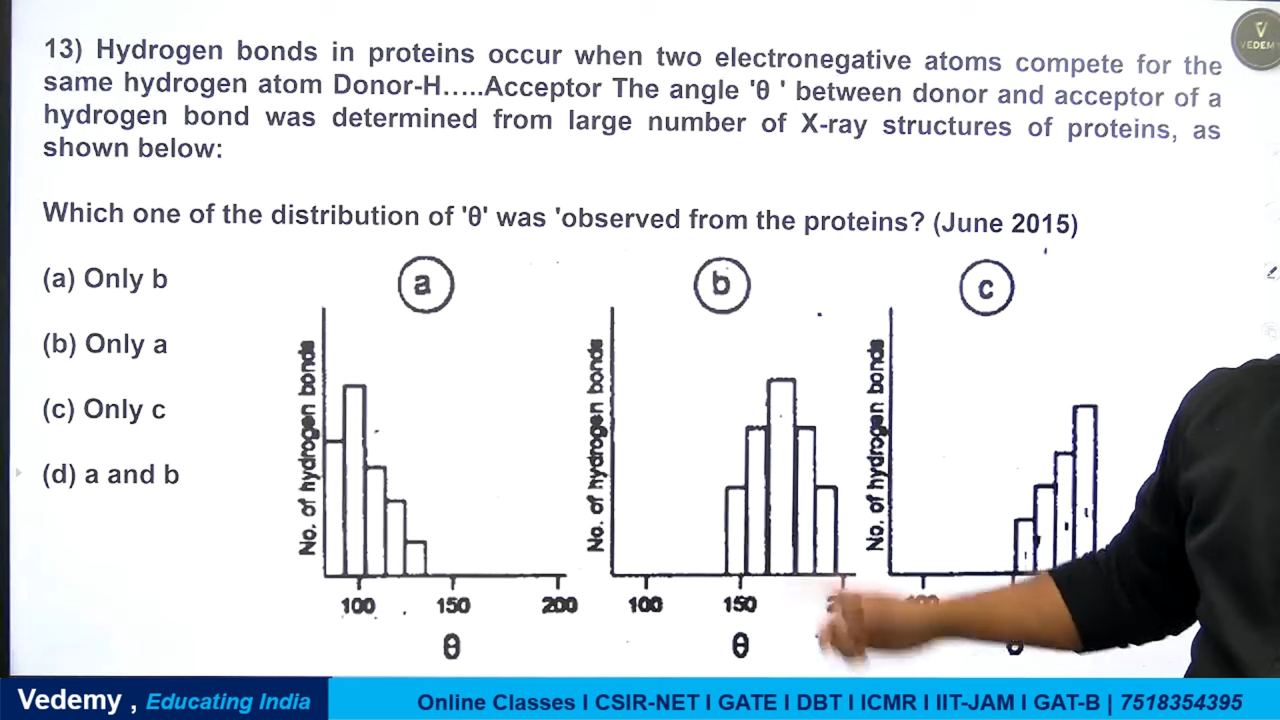 13) Hydrogen bonds in proteins occur when two electronegative atoms compete for the
same hydrogen atom Donor-H.....Acceptor The angle 'θ ' between donor and acceptor of a
hydrogen bond was determined from large number of X-ray structures of proteins, as
shown below:
Which one of the distribution of 'θ' was 'observed from the proteins? (June 2015)
(a) Only b
(b) Only a
(c) Only c
(d) a and b
a
No. of hydrogen bonds
100 150 200
θ
b
No. of hydrogen bonds
100 150
θ
c
No. of hydrogen bonds
VEDEMY
Vedemy , Educating India
Online Classes I CSIR-NET I GATE I DBT I ICMR I IIT-JAM I GAT-B | 7518354395